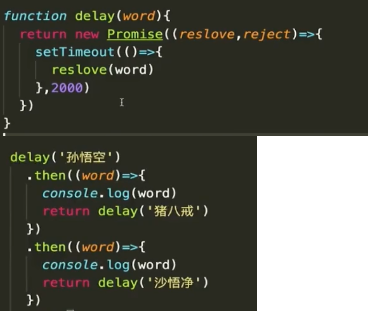 function delay(word){
return new Promise((reslove,reject)=>{
setTimeout(()=>{
reslove(word)
},2000)
})
}
delay('孙悟空')
.then((word)=>{
console.log(word)
return delay('猪八戒')
})
.then((word)=>{
console.log(word)
return delay('沙悟净')
})